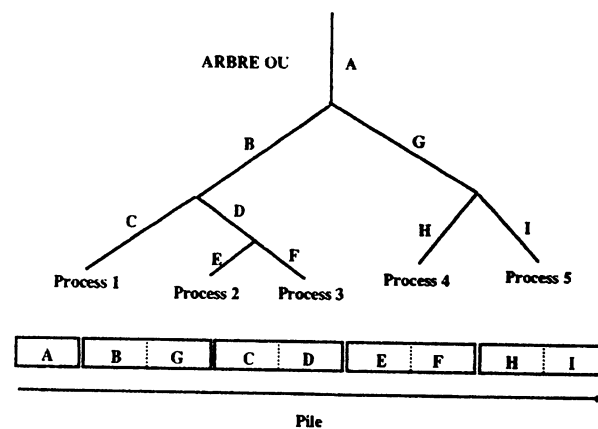 ARBRE OU
A
B
G
C
D
H
I
E
F
Process 1
Process 2
Process 3
Process 4
Process 5
A B G C D E F H I
Pile